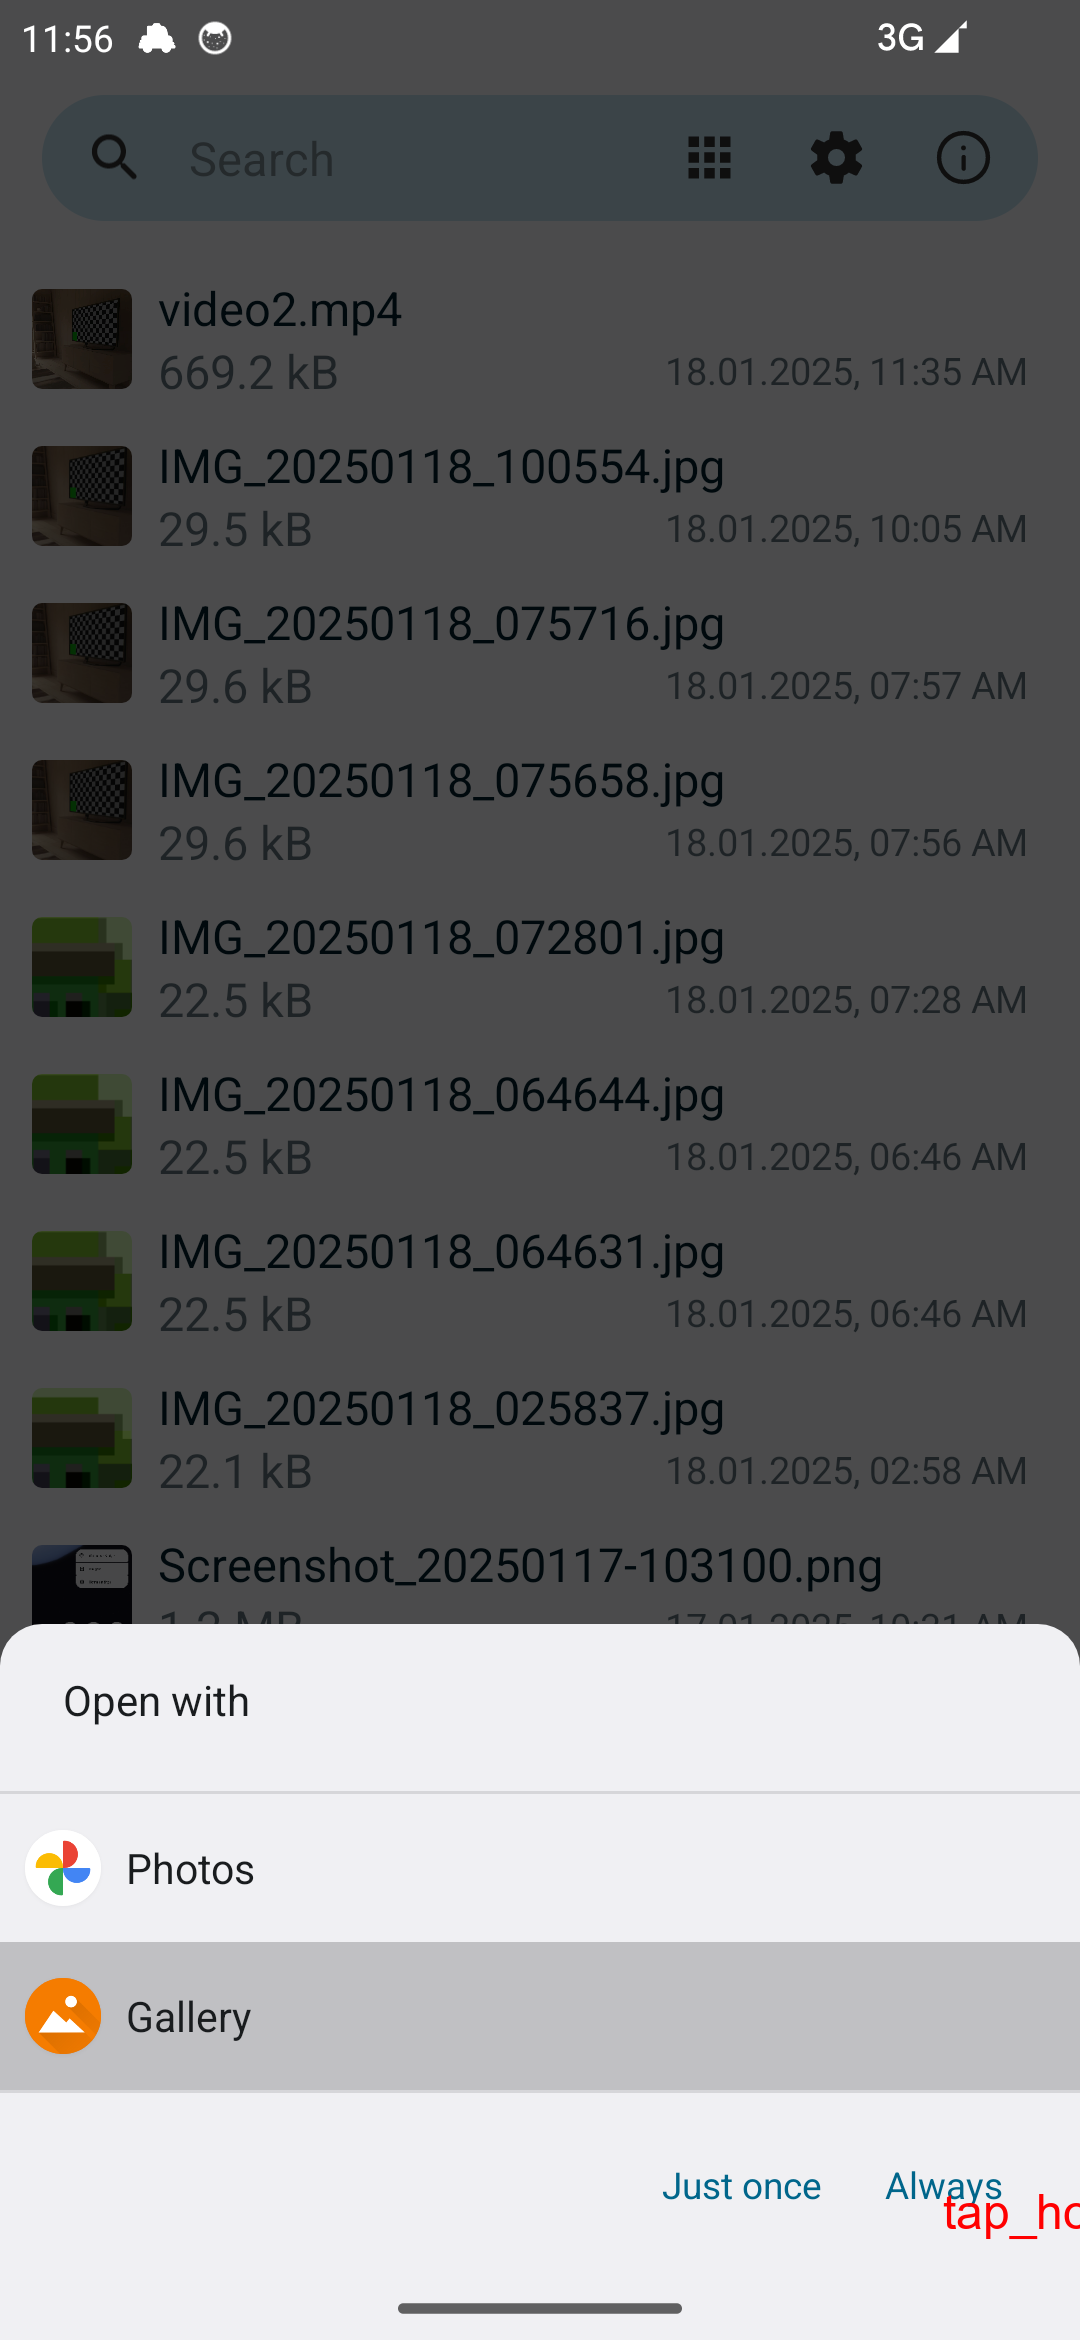 11:56 3G
Search
video2.mp4
669.2 kB 18.01.2025, 11:35 AM
IMG_20250118_100554.jpg
29.5 kB 18.01.2025, 10:05 AM
IMG_20250118_075716.jpg
29.6 kB 18.01.2025, 07:57 AM
IMG_20250118_075658.jpg
29.6 kB 18.01.2025, 07:56 AM
IMG_20250118_072801.jpg
22.5 kB 18.01.2025, 07:28 AM
IMG_20250118_064644.jpg
22.5 kB 18.01.2025, 06:46 AM
IMG_20250118_064631.jpg
22.5 kB 18.01.2025, 06:46 AM
IMG_20250118_025837.jpg
22.1 kB 18.01.2025, 02:58 AM
Screenshot_20250117-103100.png
Open with
Photos
Gallery
Just once Always
tap_ho